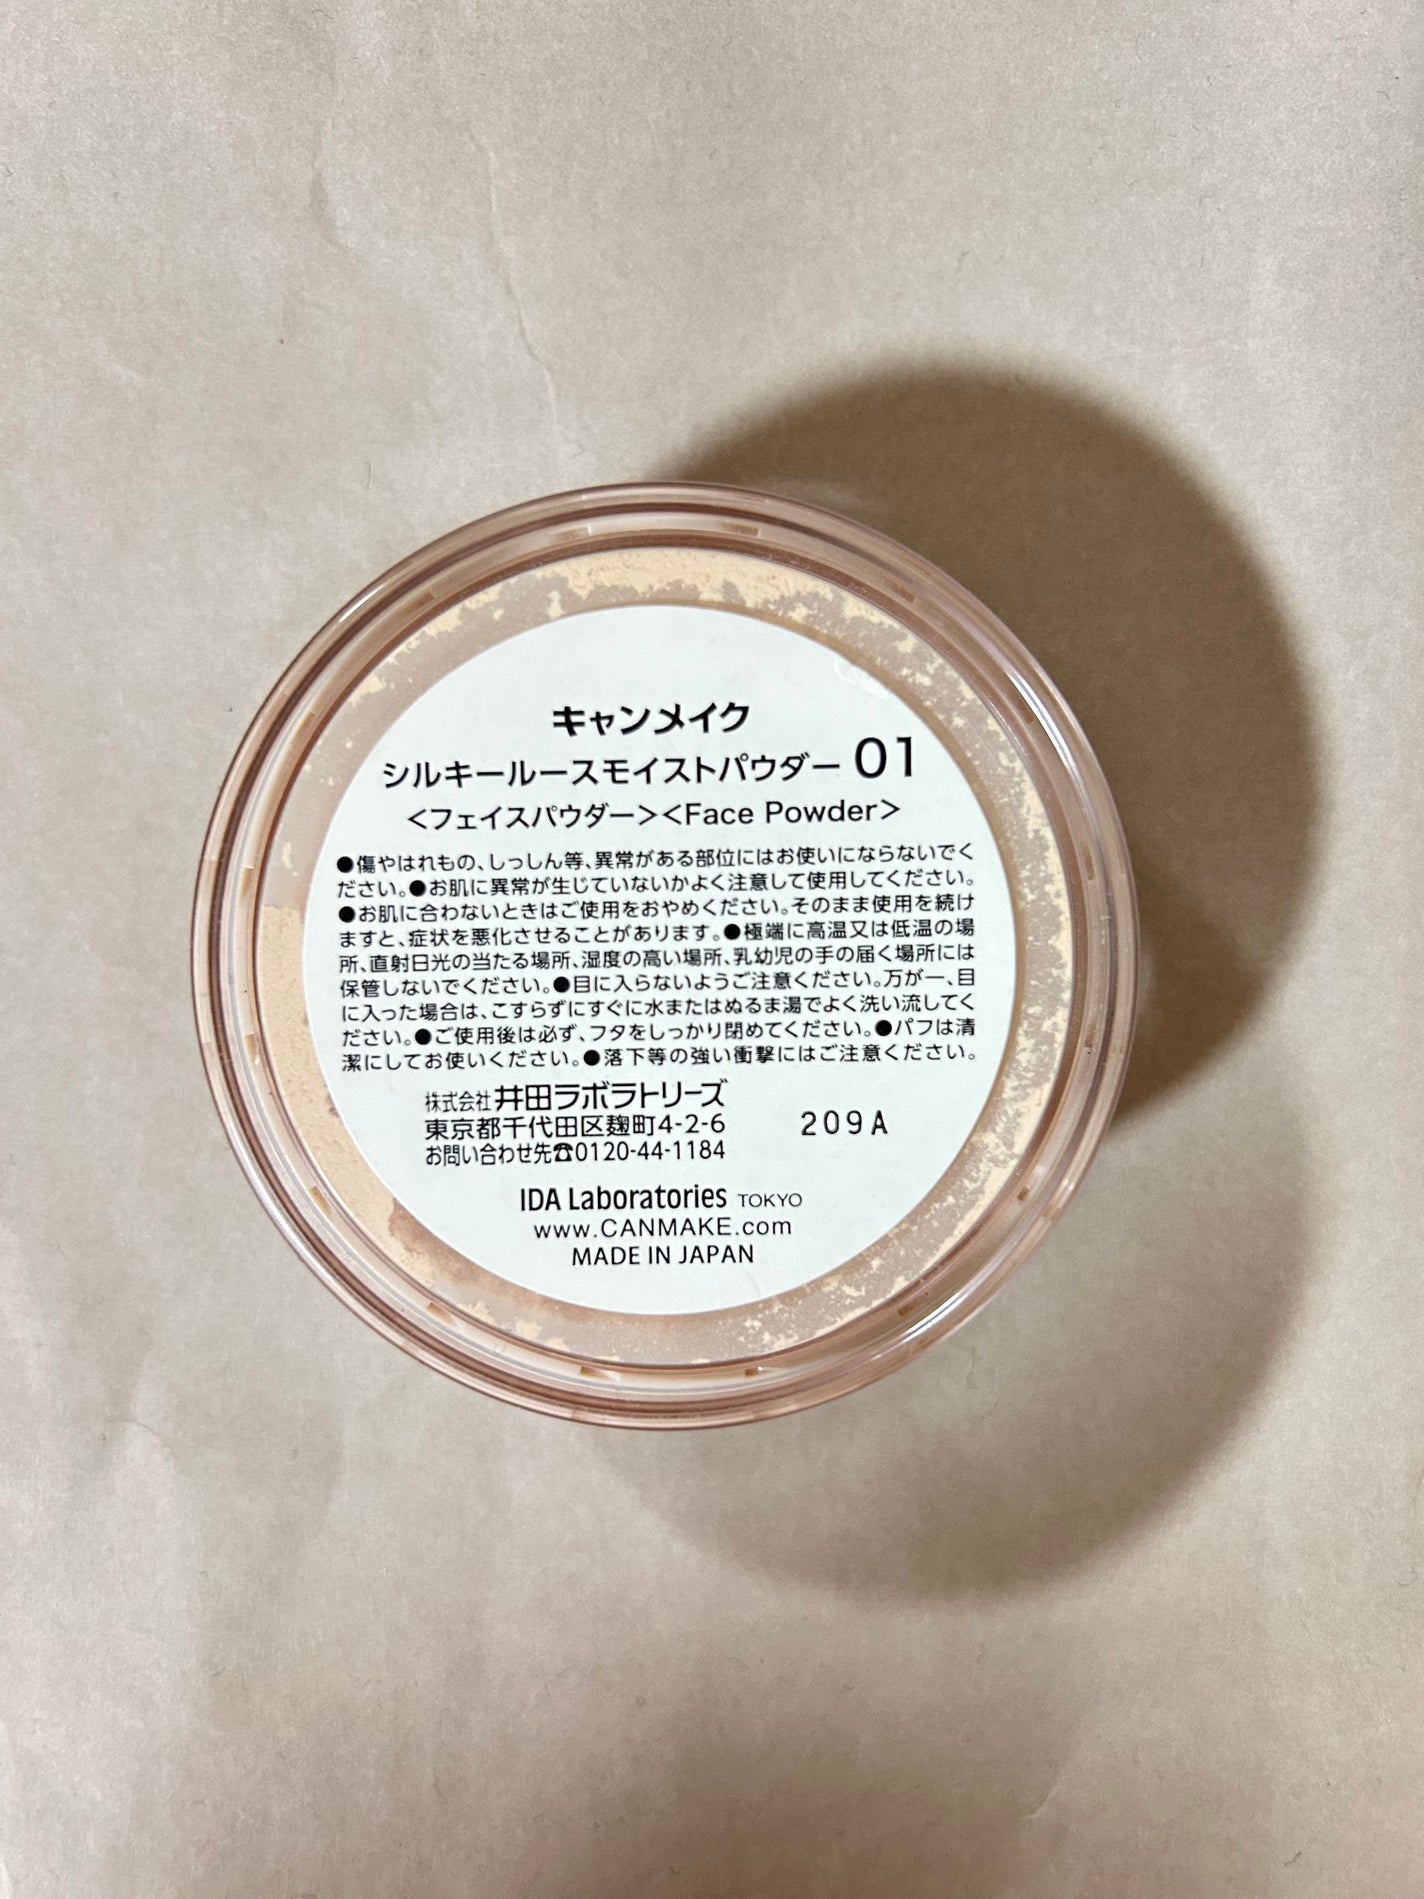 キャンメイク
シルキールースモイストパウダー 01
<フェイスパウダー><Face Powder>
●傷やはれもの、しっしん等、異常がある部位にはお使いにならないでく
ださい。●お肌に異常が生じていないかよく注意して使用してください。
●お肌に合わないときはご使用をおやめください。そのまま使用を続け
ますと、症状を悪化させることがあります。●極端に高温又は低温の場
所、直射日光の当たる場所、湿度の高い場所、乳幼児の手の届く場所には
保管しないでください。●目に入らないようご注意ください。万が一、目
に入った場合は、こすらずにすぐに水またはぬるま湯でよく洗い流してく
ださい。●ご使用後は必ず、フタをしっかり閉めてください。●パフは清
潔にしてお使いください。●落下等の強い衝撃にはご注意ください。
株式会社井田ラボラトリーズ
東京都千代田区麹町4-2-6 209A
お問い合わせ先☎0120-44-1184
IDA Laboratories TOKYO
www.CANMAKE.com
MADE IN JAPAN